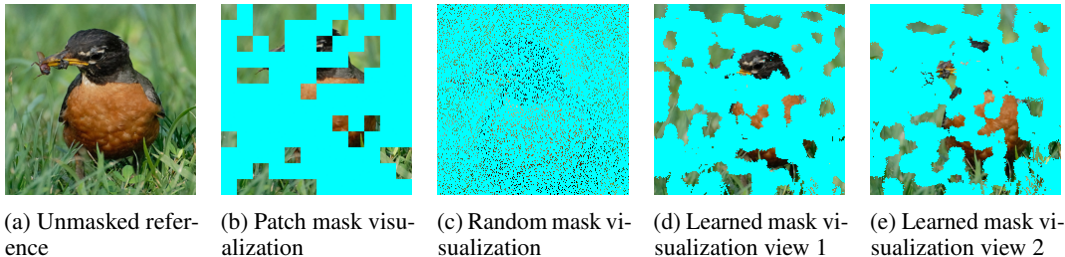 (a) Unmasked refer-
ence
(b) Patch mask visu-
alization
(c) Random mask vi-
sualization
(d) Learned mask vi-
sualization view 1
(e) Learned mask vi-
sualization view 2